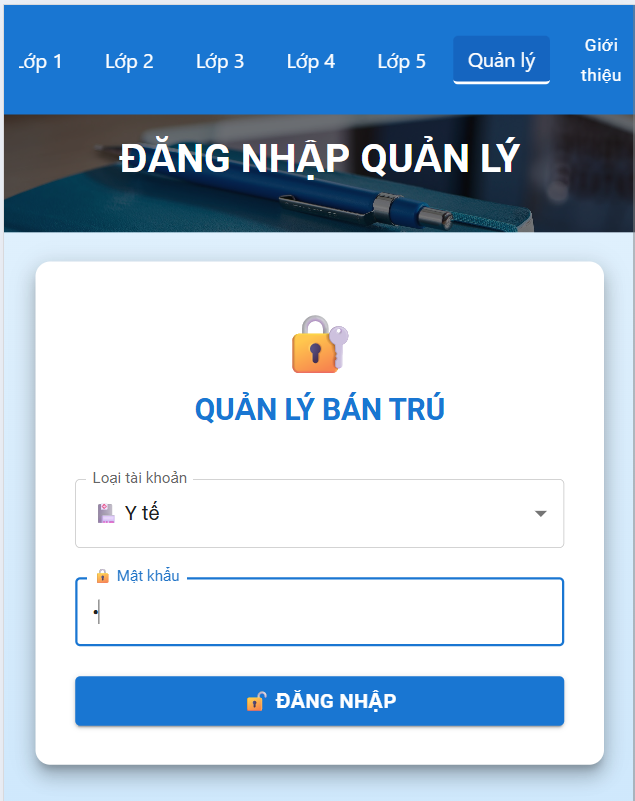 Lớp 1 Lớp 2 Lớp 3 Lớp 4 Lớp 5 Quản lý Giới thiệu
ĐĂNG NHẬP QUẢN LÝ
QUẢN LÝ BÁN TRÚ
Loại tài khoản
Y tế
Mật khẩu
•
ĐĂNG NHẬP